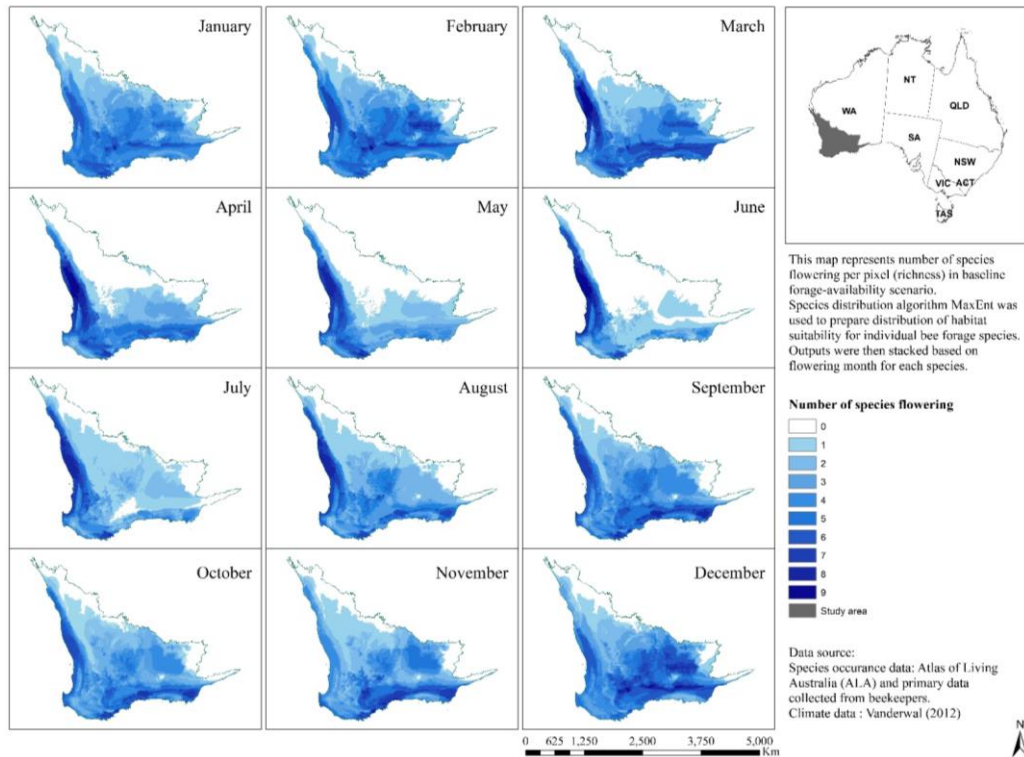 January
February
March
April
May
June
July
August
September
October
November
December
0 625 1,250 2,500 3,750 5,000
Km
NT
WA
QLD
SA
NSW
VIC ACT
TAS
This map represents number of species
flowering per pixel (richness) in baseline
forage-availability scenario.
Species distribution algorithm MaxEnt was
used to prepare distribution of habitat
suitability for individual bee forage species.
Outputs were then stacked based on
flowering month for each species.
Number of species flowering
0
1
2
3
4
5
6
7
8
9
Study area
Data source:
Species occurance data: Atlas of Living
Australia (ALA) and primary data
collected from beekeepers.
Climate data : Vanderwal (2012)
N